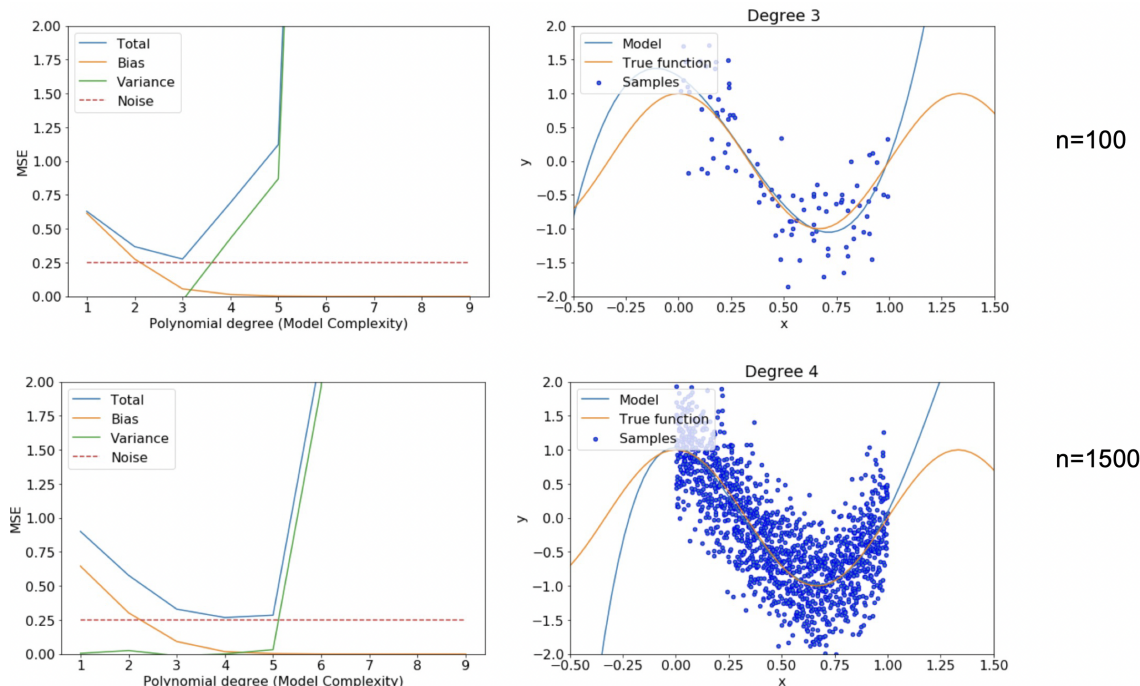 Degree 3
2.00
1.75
1.50
1.25
1.00
0.75
0.50
0.25
0.00
MSE
Total
Bias
Variance
Noise
1 2 3 4 5 6 7 8 9
Polynomial degree (Model Complexity)
2.0
1.5
1.0
0.5
0.0
−0.5
−1.0
−1.5
−2.0
y
Model
True function
Samples
−0.50 −0.25 0.00 0.25 0.50 0.75 1.00 1.25 1.50
x
n=100
Degree 4
2.00
1.75
1.50
1.25
1.00
0.75
0.50
0.25
0.00
MSE
Total
Bias
Variance
Noise
1 2 3 4 5 6 7 8 9
Polynomial degree (Model Complexity)
2.0
1.5
1.0
0.5
0.0
−0.5
−1.0
−1.5
−2.0
y
Model
True function
Samples
−0.50 −0.25 0.00 0.25 0.50 0.75 1.00 1.25 1.50
x
n=1500